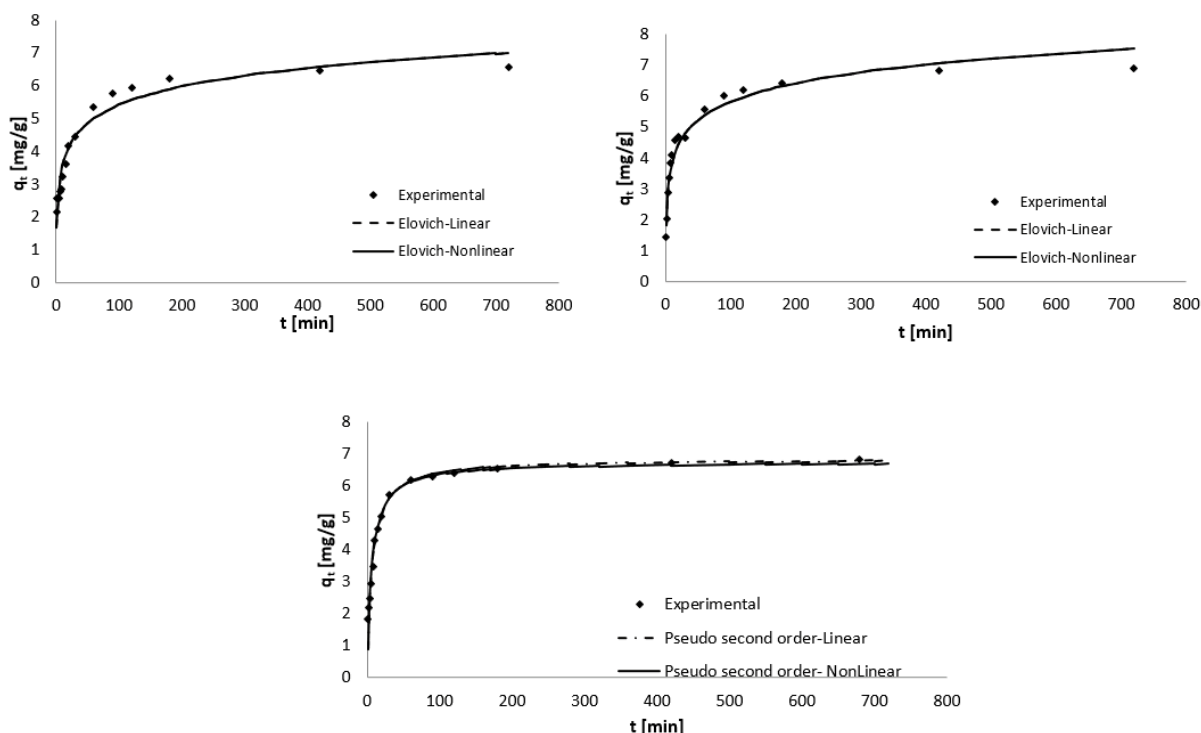 8
7
6
5
4
3
2
1
0
qt [mg/g]
Experimental
Elovich-Linear
Elovich-Nonlinear
0 100 200 300 400 500 600 700 800
t [min]
8
7
6
5
4
3
2
1
0
qt [mg/g]
Experimental
Elovich-Linear
Elovich-Nonlinear
0 100 200 300 400 500 600 700 800
t [min]
8
7
6
5
4
3
2
1
0
qt [mg/g]
Experimental
Pseudo second order-Linear
Pseudo second order- NonLinear
0 100 200 300 400 500 600 700 800
t [min]